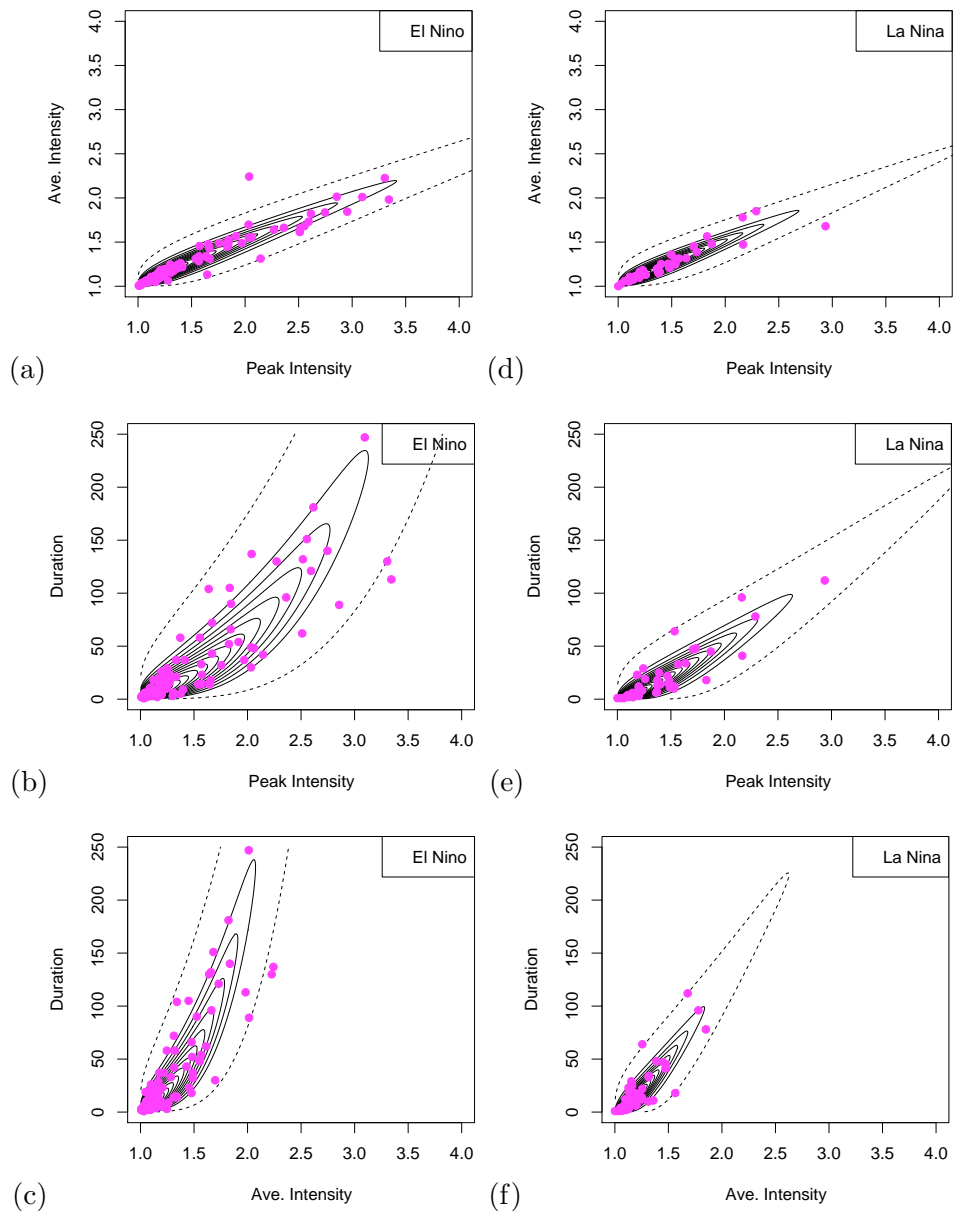 El Nino
4.0
3.5
3.0
2.5
2.0
1.5
1.0
Ave. Intensity
1.0 1.5 2.0 2.5 3.0 3.5 4.0
Peak Intensity
(a)
La Nina
4.0
3.5
3.0
2.5
2.0
1.5
1.0
Ave. Intensity
1.0 1.5 2.0 2.5 3.0 3.5 4.0
Peak Intensity
(d)
El Nino
250
200
150
100
50
0
Duration
1.0 1.5 2.0 2.5 3.0 3.5 4.0
Peak Intensity
(b)
La Nina
250
200
150
100
50
0
Duration
1.0 1.5 2.0 2.5 3.0 3.5 4.0
Peak Intensity
(e)
El Nino
250
200
150
100
50
0
Duration
1.0 1.5 2.0 2.5 3.0 3.5 4.0
Ave. Intensity
(c)
La Nina
250
200
150
100
50
0
Duration
1.0 1.5 2.0 2.5 3.0 3.5 4.0
Ave. Intensity
(f)